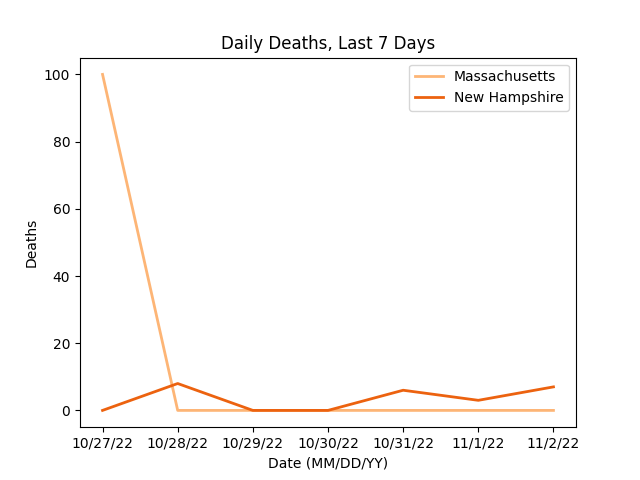 Daily Deaths, Last 7 Days
Massachusetts
New Hampshire
100
80
60
40
20
0
Deaths
10/27/22 10/28/22 10/29/22 10/30/22 10/31/22 11/1/22 11/2/22
Date (MM/DD/YY)